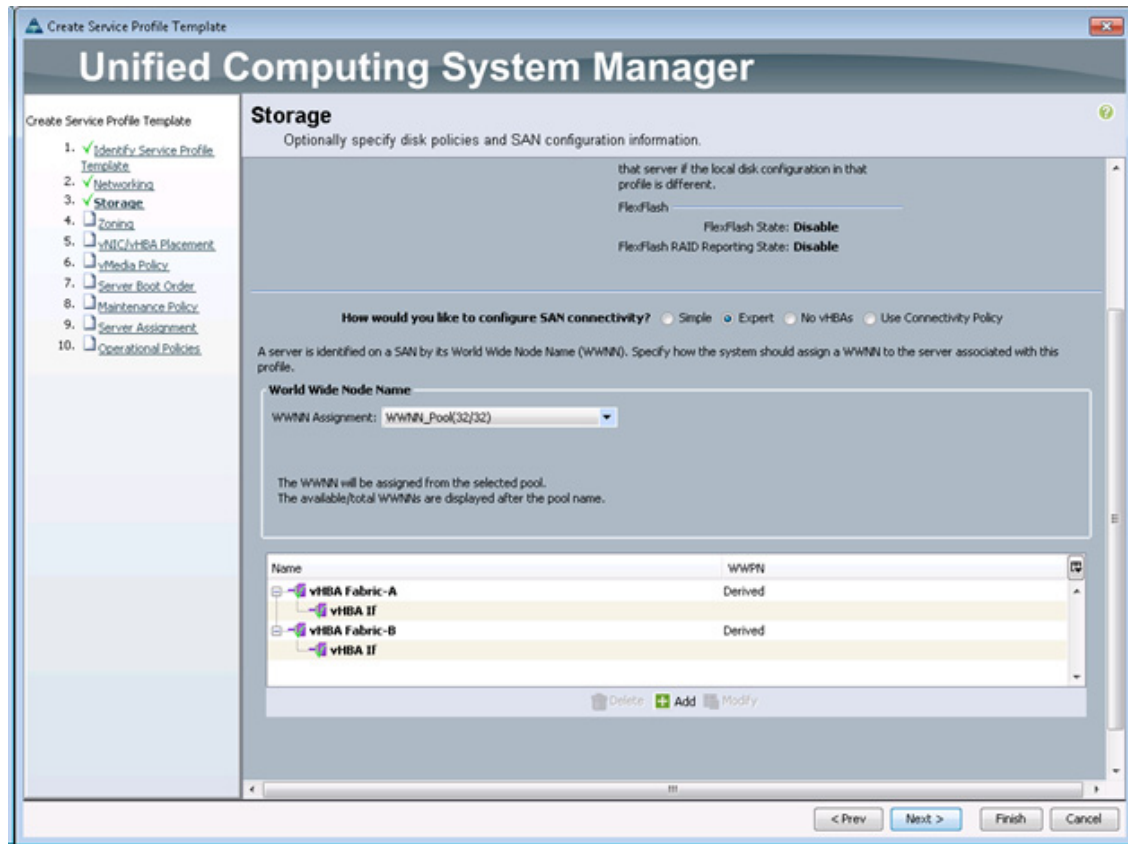 Create Service Profile Template
Unified Computing System Manager
Create Service Profile Template
1. Identify Service Profile
Template
2. Networking
3. Storage
4. Zoning
5. vNIC/vHBA Placement
6. vMedia Policy
7. Server Boot Order
8. Maintenance Policy
9. Server Assignment
10. Operational Policies
Storage
Optionally specify disk policies and SAN configuration information.
that server if the local disk configuration in that
profile is different.
FlexFlash
FlexFlash State: Disable
FlexFlash RAID Reporting State: Disable
How would you like to configure SAN connectivity? Simple Expert No vHBAs Use Connectivity Policy
A server is identified on a SAN by its World Wide Node Name (WWNN). Specify how the system should assign a WWNN to the server associated with this
profile.
World Wide Node Name
WWNN Assignment: WWNN_Pool(32/32)
The WWNN will be assigned from the selected pool.
The available/total WWNNs are displayed after the pool name.
Name WWPN
vHBA Fabric-A Derived
vHBA If
vHBA Fabric-B Derived
vHBA If
Delete Add Modify
< Prev Next > Finish Cancel